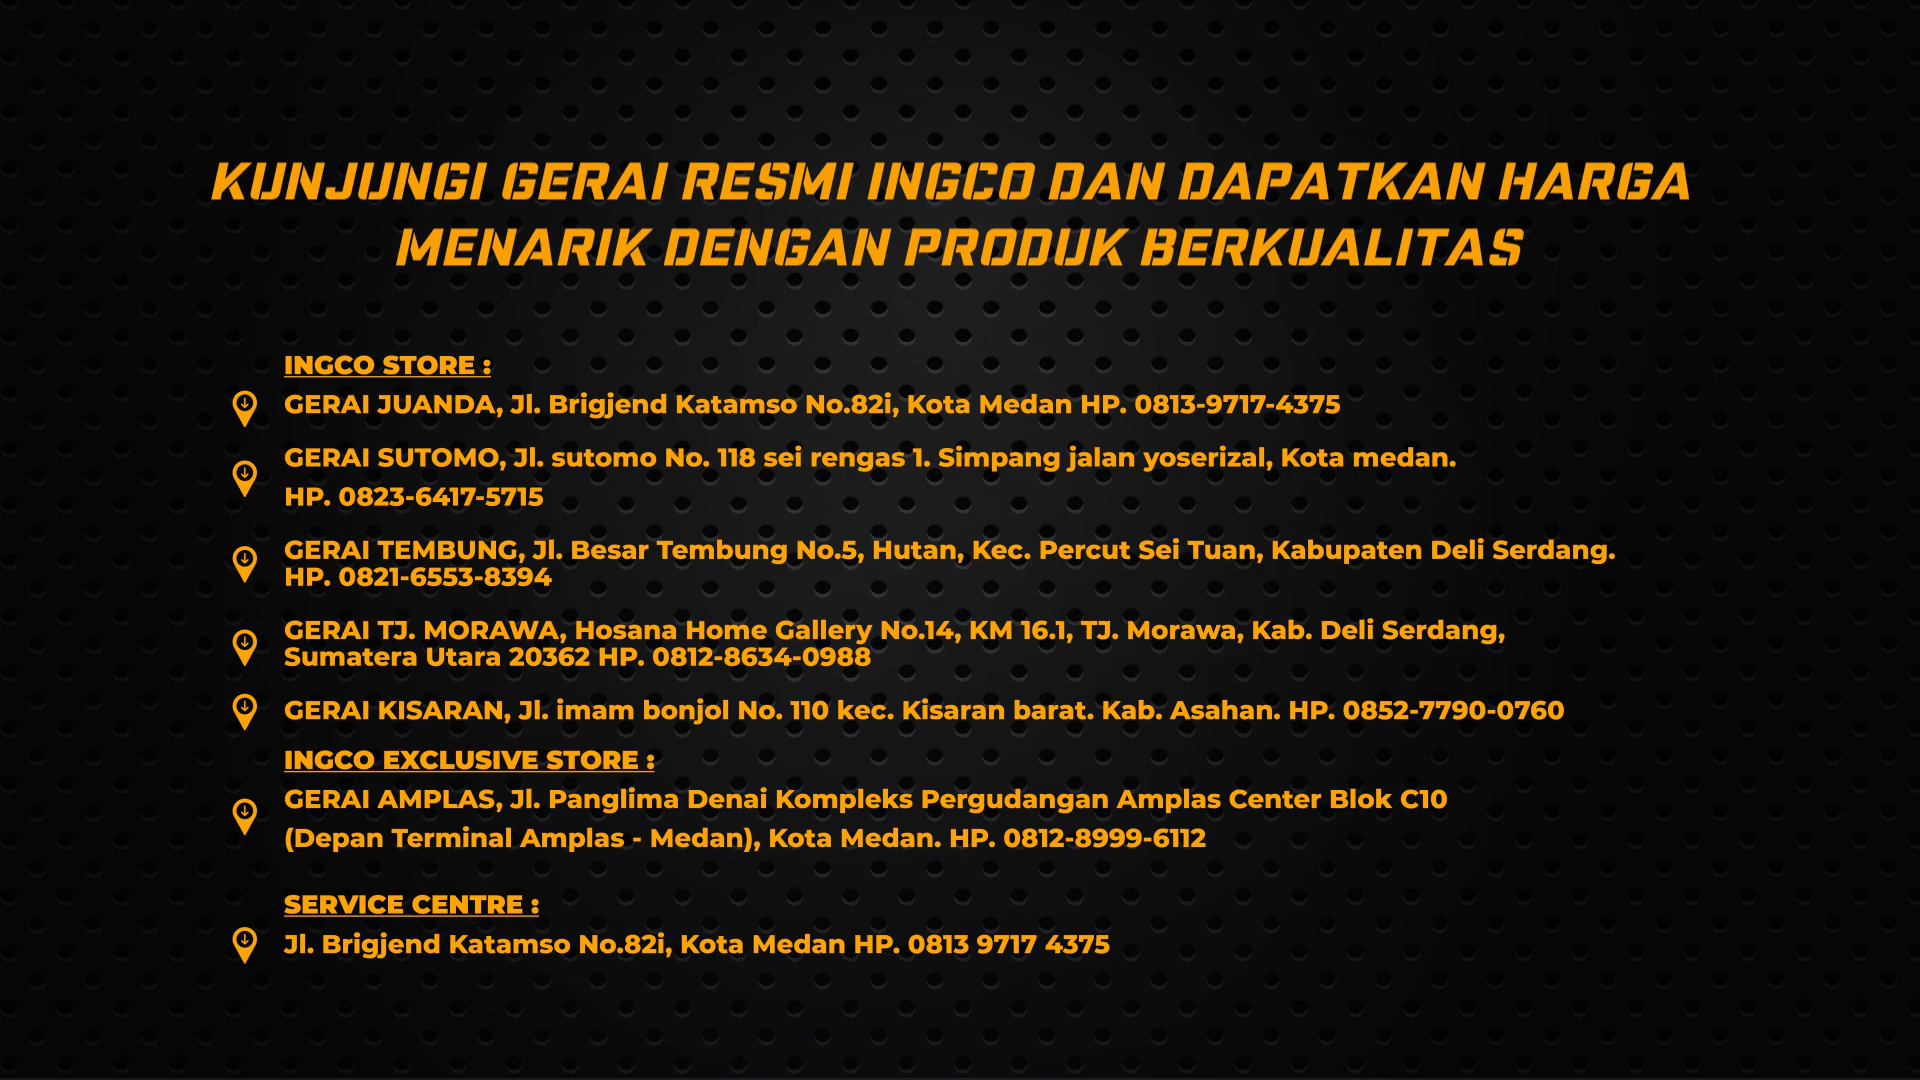 KUNJUNGI GERAI RESMI INGCO DAN DAPATKAN HARGA
MENARIK DENGAN PRODUK BERKUALITAS
INGCO STORE :
GERAI JUANDA, Jl. Brigjend Katamso No.82i, Kota Medan HP. 0813-9717-4375
GERAI SUTOMO, Jl. sutomo No. 118 sei rengas 1. Simpang jalan yoserizal, Kota medan.
HP. 0823-6417-5715
GERAI TEMBUNG, Jl. Besar Tembung No.5, Hutan, Kec. Percut Sei Tuan, Kabupaten Deli Serdang.
HP. 0821-6553-8394
GERAI TJ. MORAWA, Hosana Home Gallery No.14, KM 16.1, TJ. Morawa, Kab. Deli Serdang,
Sumatera Utara 20362 HP. 0812-8634-0988
GERAI KISARAN, Jl. imam bonjol No. 110 kec. Kisaran barat. Kab. Asahan. HP. 0852-7790-0760
INGCO EXCLUSIVE STORE :
GERAI AMPLAS, Jl. Panglima Denai Kompleks Pergudangan Amplas Center Blok C10
(Depan Terminal Amplas - Medan), Kota Medan. HP. 0812-8999-6112
SERVICE CENTRE :
Jl. Brigjend Katamso No.82i, Kota Medan HP. 0813 9717 4375